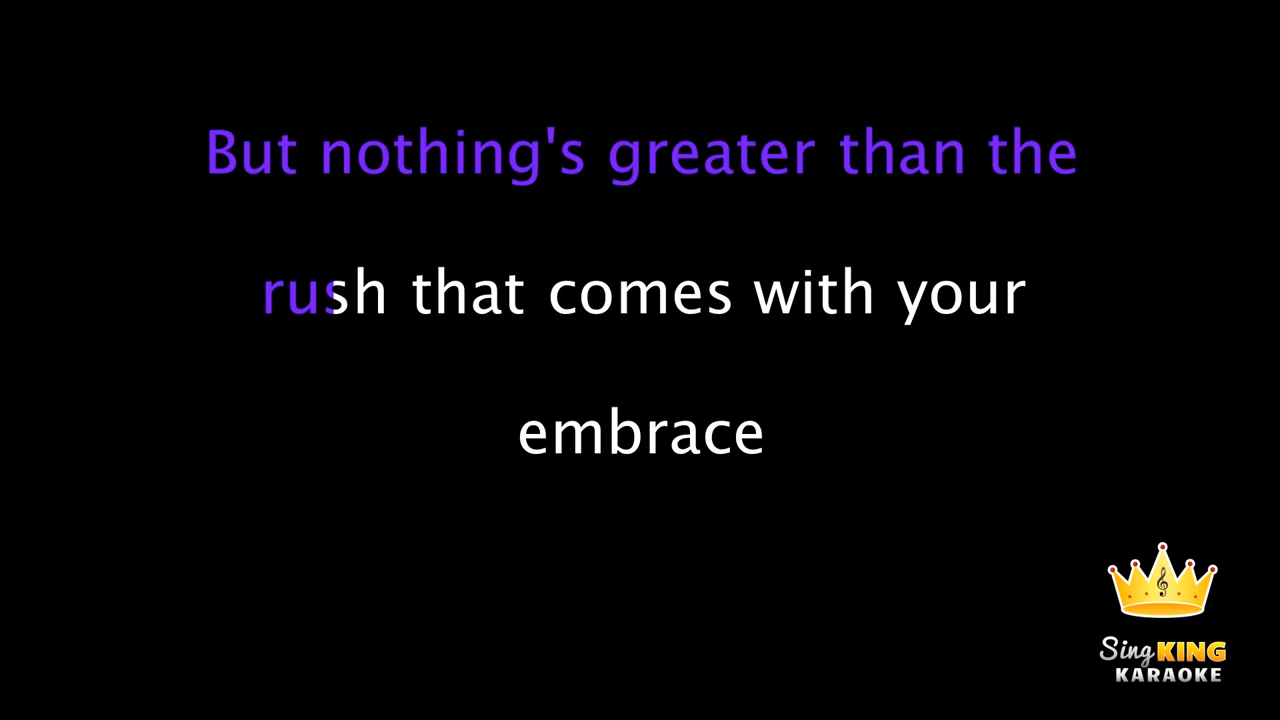 But nothing's greater than the
rush that comes with your
embrace
Sing KING
KARAOKE